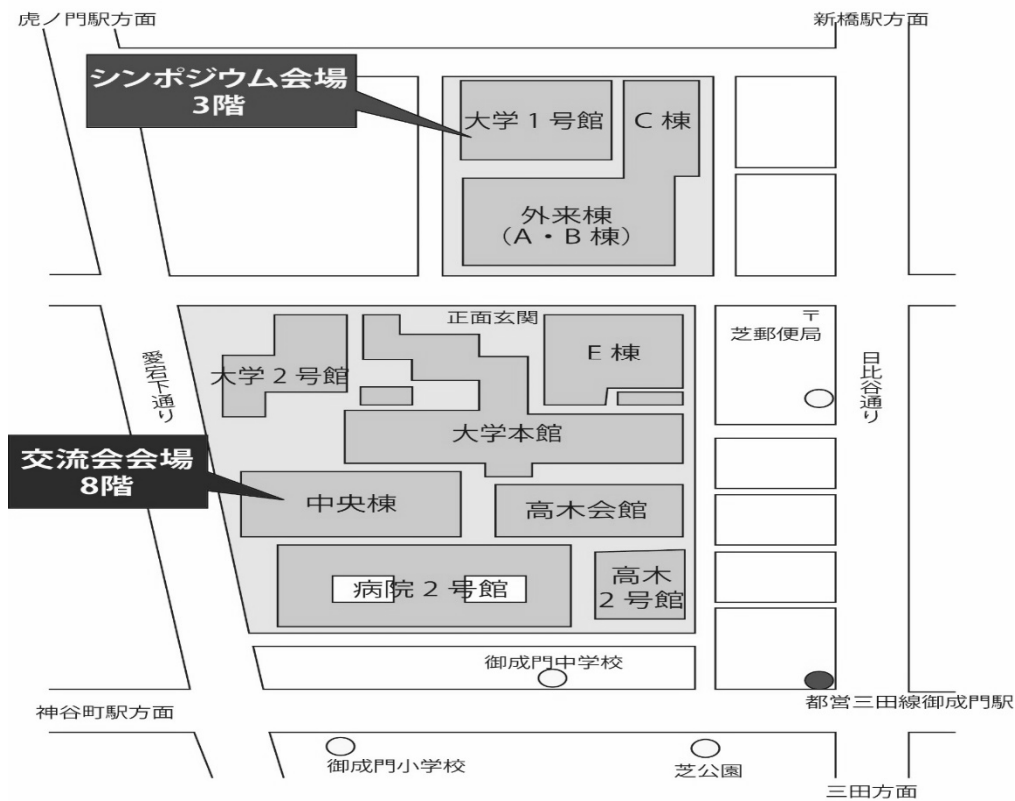 虎ノ門駅方面
新橋駅方面
シンポジウム会場
3階
大学1号館
C棟
外来棟
(A・B棟)
正面玄関
〒
芝郵便局
E棟
大学2号館
愛宕下通り
日比谷通り
大学本館
交流会会場
8階
中央棟
高木会館
病院2号館
高木
2号館
御成門中学校
都営三田線御成門駅
神谷町駅方面
御成門小学校
芝公園
三田方面